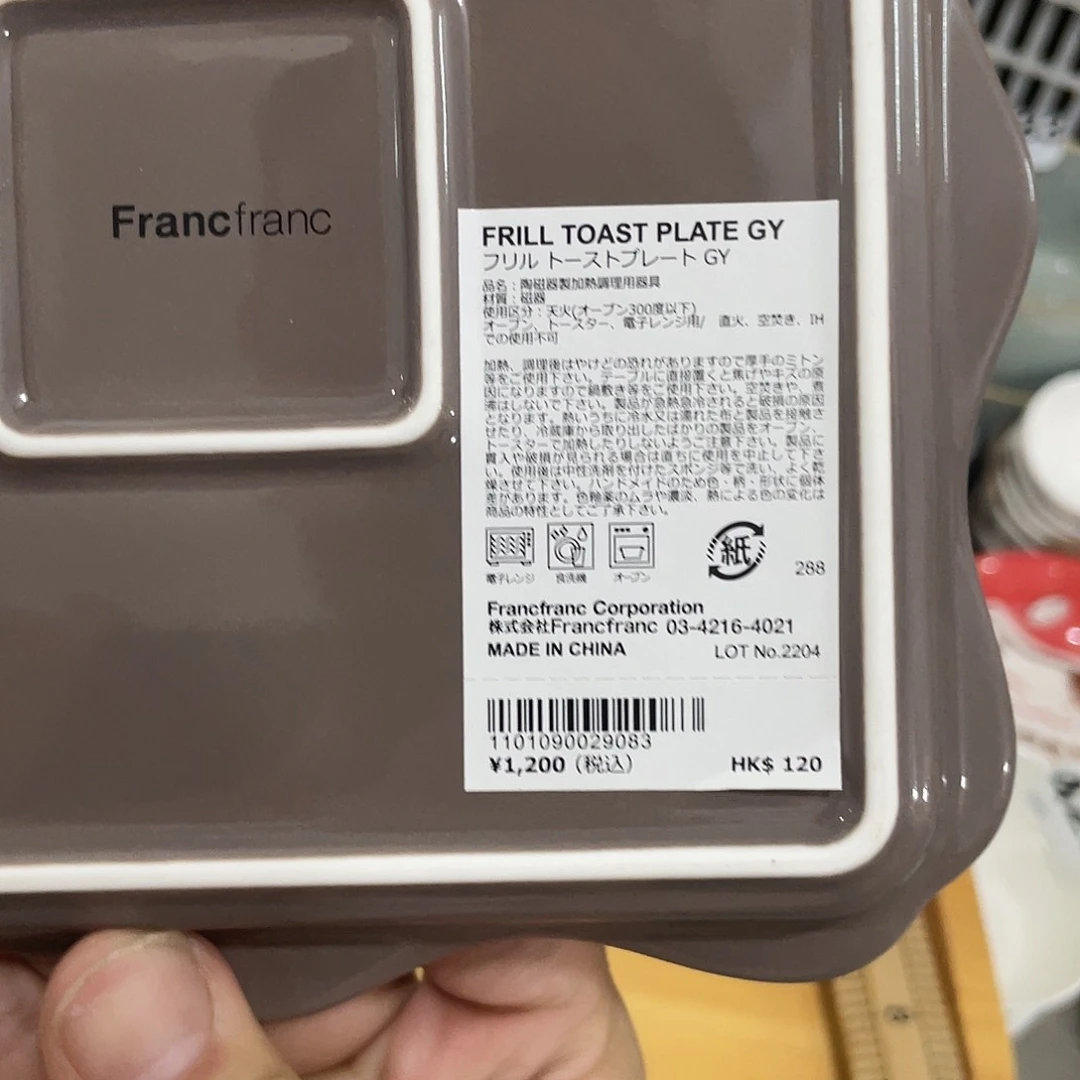 Francfranc
FRILL TOAST PLATE GY
フリル トーストプレート GY
品名：陶磁器製加熱調理用器具
材質：磁器
使用区分：天火(オーブン300度以下)
オーブン、トースター、電子レンジ用/　直火、空焚き、IH
での使用不可
加熱、調理後はやけどの恐れがありますので厚手のミトン
等をご使用下さい。テーブルに直接置くと焦げやキズの原
因になりますので鍋敷き等をご使用下さい。空焚きや、煮
沸はしないで下さい。製品が急熱急冷されると破損の原因
となります。熱いうちに冷水又は濡れた布と製品を接触さ
せたり、冷蔵庫から取り出したばかりの製品をオーブン、
トースターで加熱したりしないようご注意下さい。製品に
貫入や破損が見られる場合は直ちに使用を中止して下さ
い。使用後は中性洗剤を付けたスポンジ等で洗い、よく乾
燥させて下さい。ハンドメイドのため色・柄・形状に個体
差があります。色釉薬のムラや濃淡、熱による色の変化は
商品の特性としてご了承下さい。
電子レンジ 食洗機 オーブン
紙
288
Francfranc Corporation
株式会社Francfranc 03-4216-4021
MADE IN CHINA LOT No.2204
1101090029083
¥1,200（税込） HK$ 120